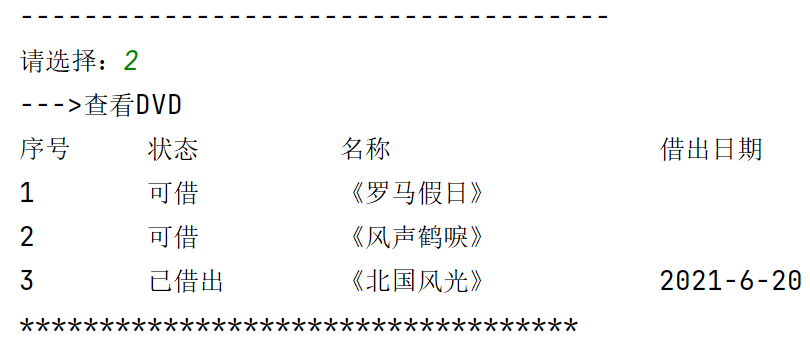 -------------------------------------
请选择：2
--->查看DVD
序号 状态 名称 借出日期
1 可借 《罗马假日》
2 可借 《风声鹤唳》
3 已借出 《北国风光》 2021-6-20
***********************************